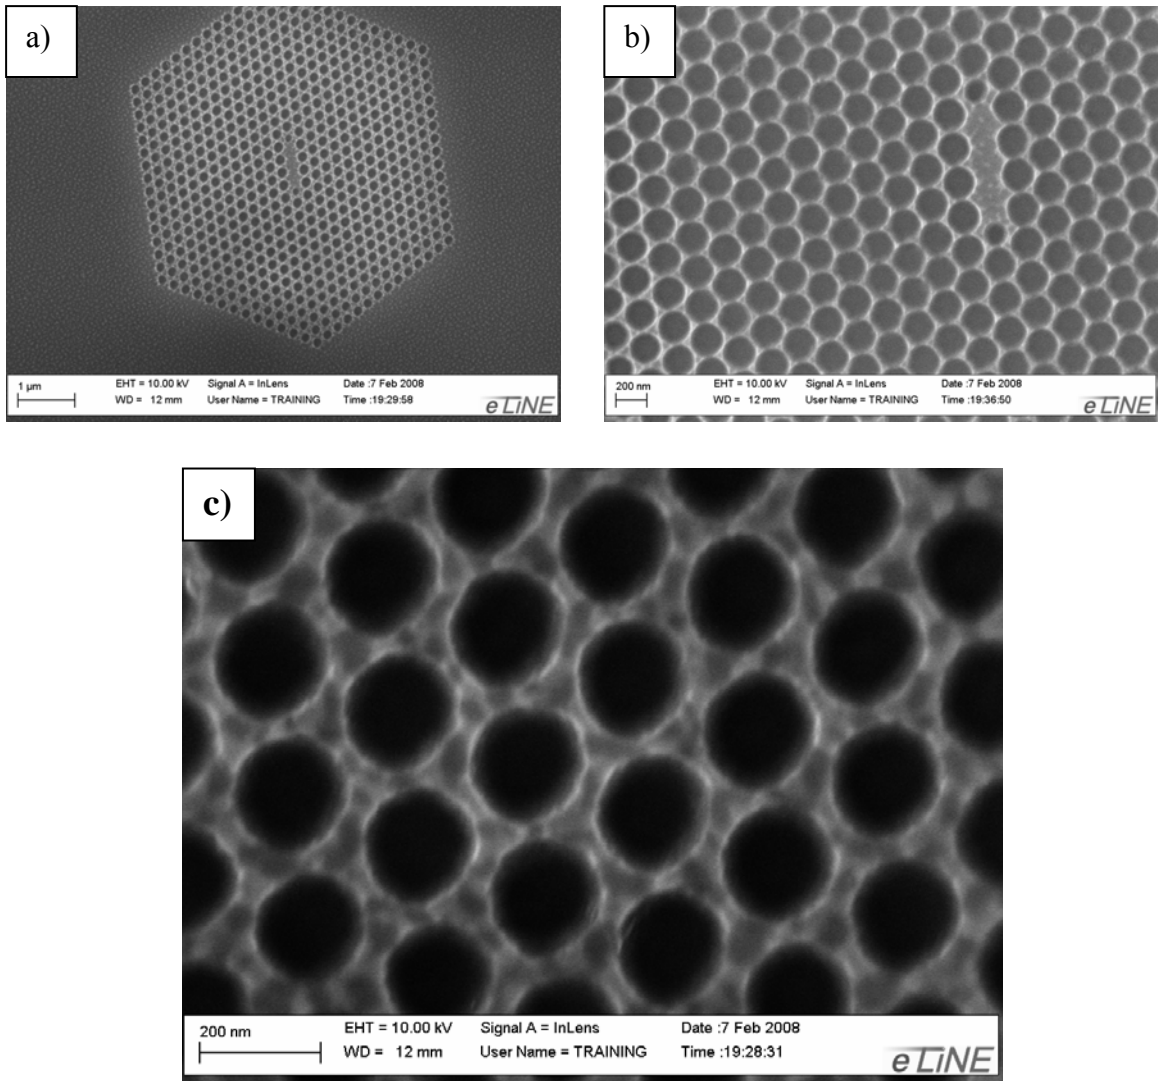 a)
1 µm
EHT = 10.00 kV Signal A = InLens Date :7 Feb 2008
WD = 12 mm User Name = TRAINING Time :19:29:58
eLiNE
b)
200 nm
EHT = 10.00 kV Signal A = InLens Date :7 Feb 2008
WD = 12 mm User Name = TRAINING Time :19:36:50
eLiNE
c)
200 nm
EHT = 10.00 kV Signal A = InLens Date :7 Feb 2008
WD = 12 mm User Name = TRAINING Time :19:28:31
eLiNE